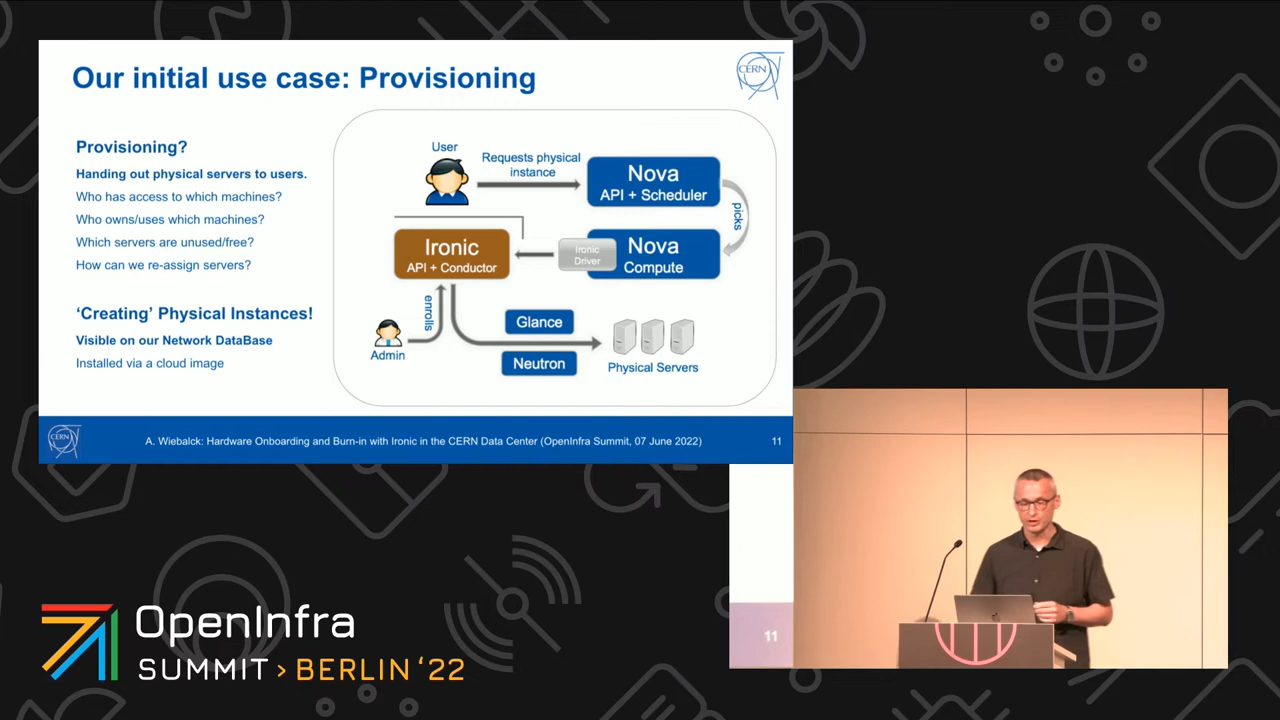 Our initial use case: Provisioning
CERN
Provisioning?
Handing out physical servers to users.
Who has access to which machines?
Who owns/uses which machines?
Which servers are unused/free?
How can we re-assign servers?
‘Creating’ Physical Instances!
Visible on our Network DataBase
Installed via a cloud image
User
Requests physical
instance
Nova
API + Scheduler
picks
Ironic
API + Conductor
Ironic
Driver
Nova
Compute
enrolls
Admin
Glance
Neutron
Physical Servers
CERN
A. Wiebalck: Hardware Onboarding and Burn-in with Ironic in the CERN Data Center (OpenInfra Summit, 07 June 2022)
11
11
OpenInfra
SUMMIT > BERLIN ‘22